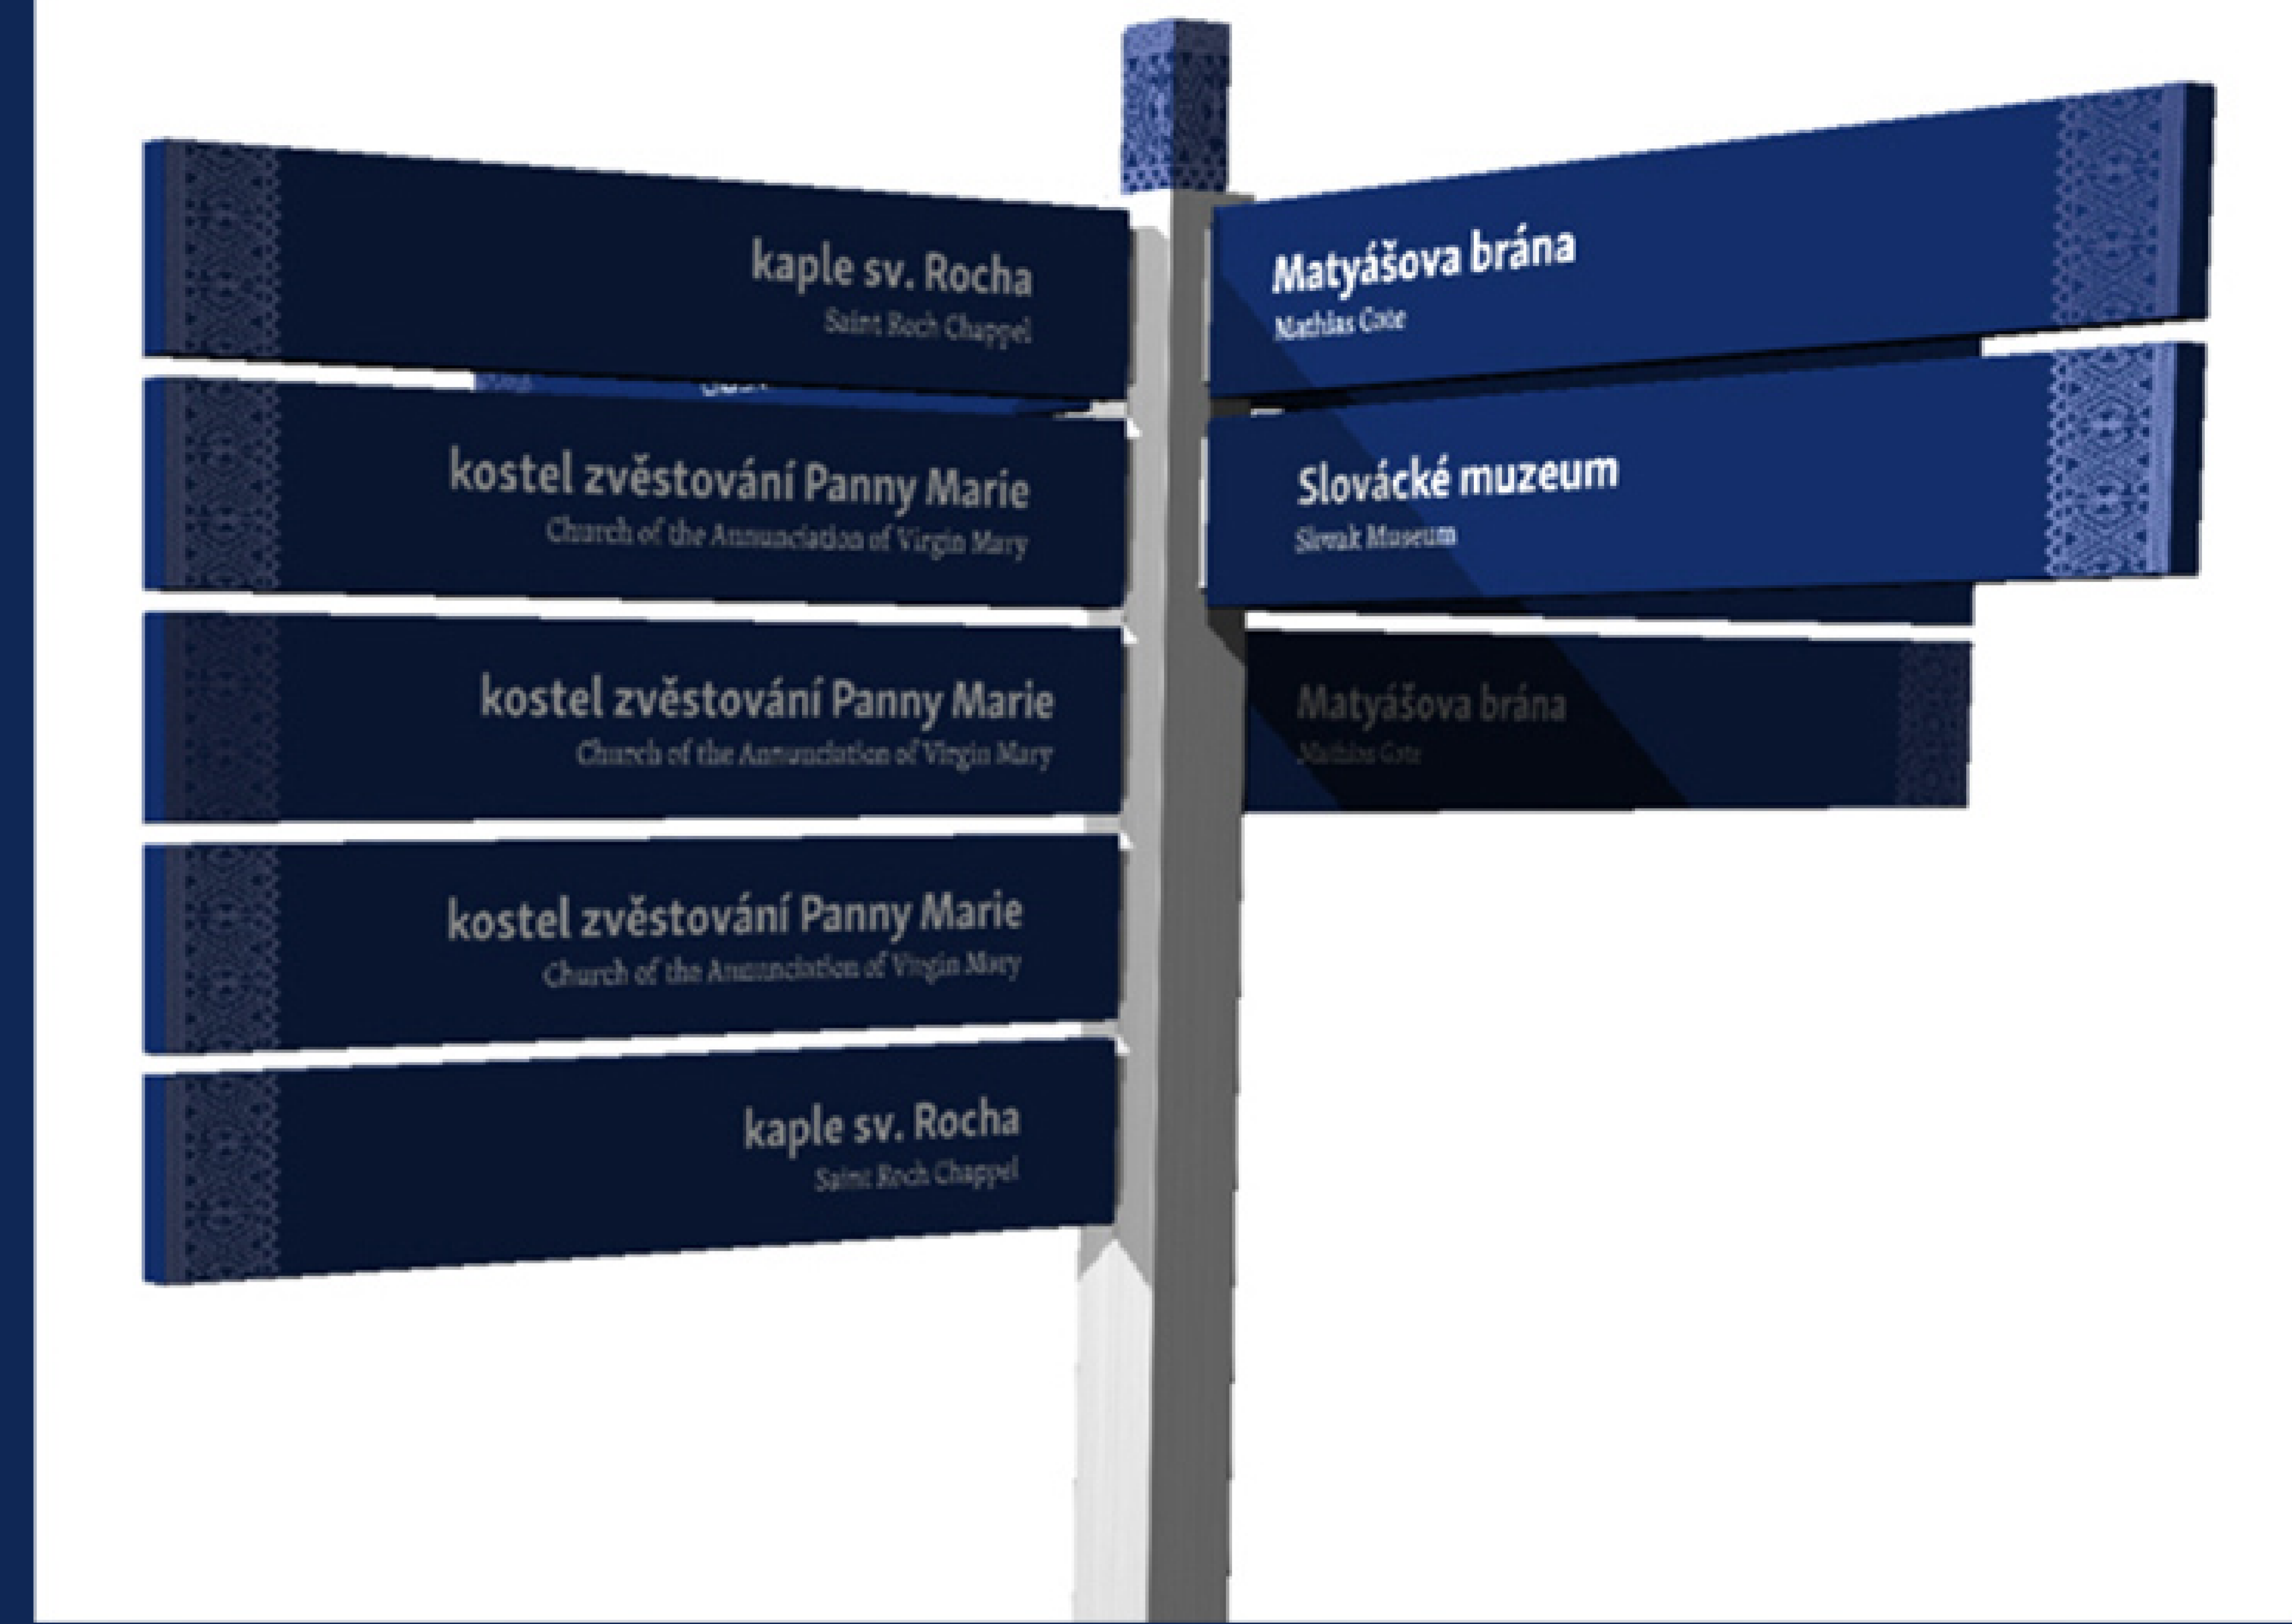 kaple sv. Rocha
Saint Roch Chappel
kostel zvěstování Panny Marie
Church of the Annunciation of Virgin Mary
kostel zvěstování Panny Marie
Church of the Annunciation of Virgin Mary
kostel zvěstování Panny Marie
Church of the Annunciation of Virgin Mary
kaple sv. Rocha
Saint Roch Chappel
Matyášova brána
Mathias Gate
Slovácké muzeum
Slovak Museum
Matyášova brána
Mathias Gate